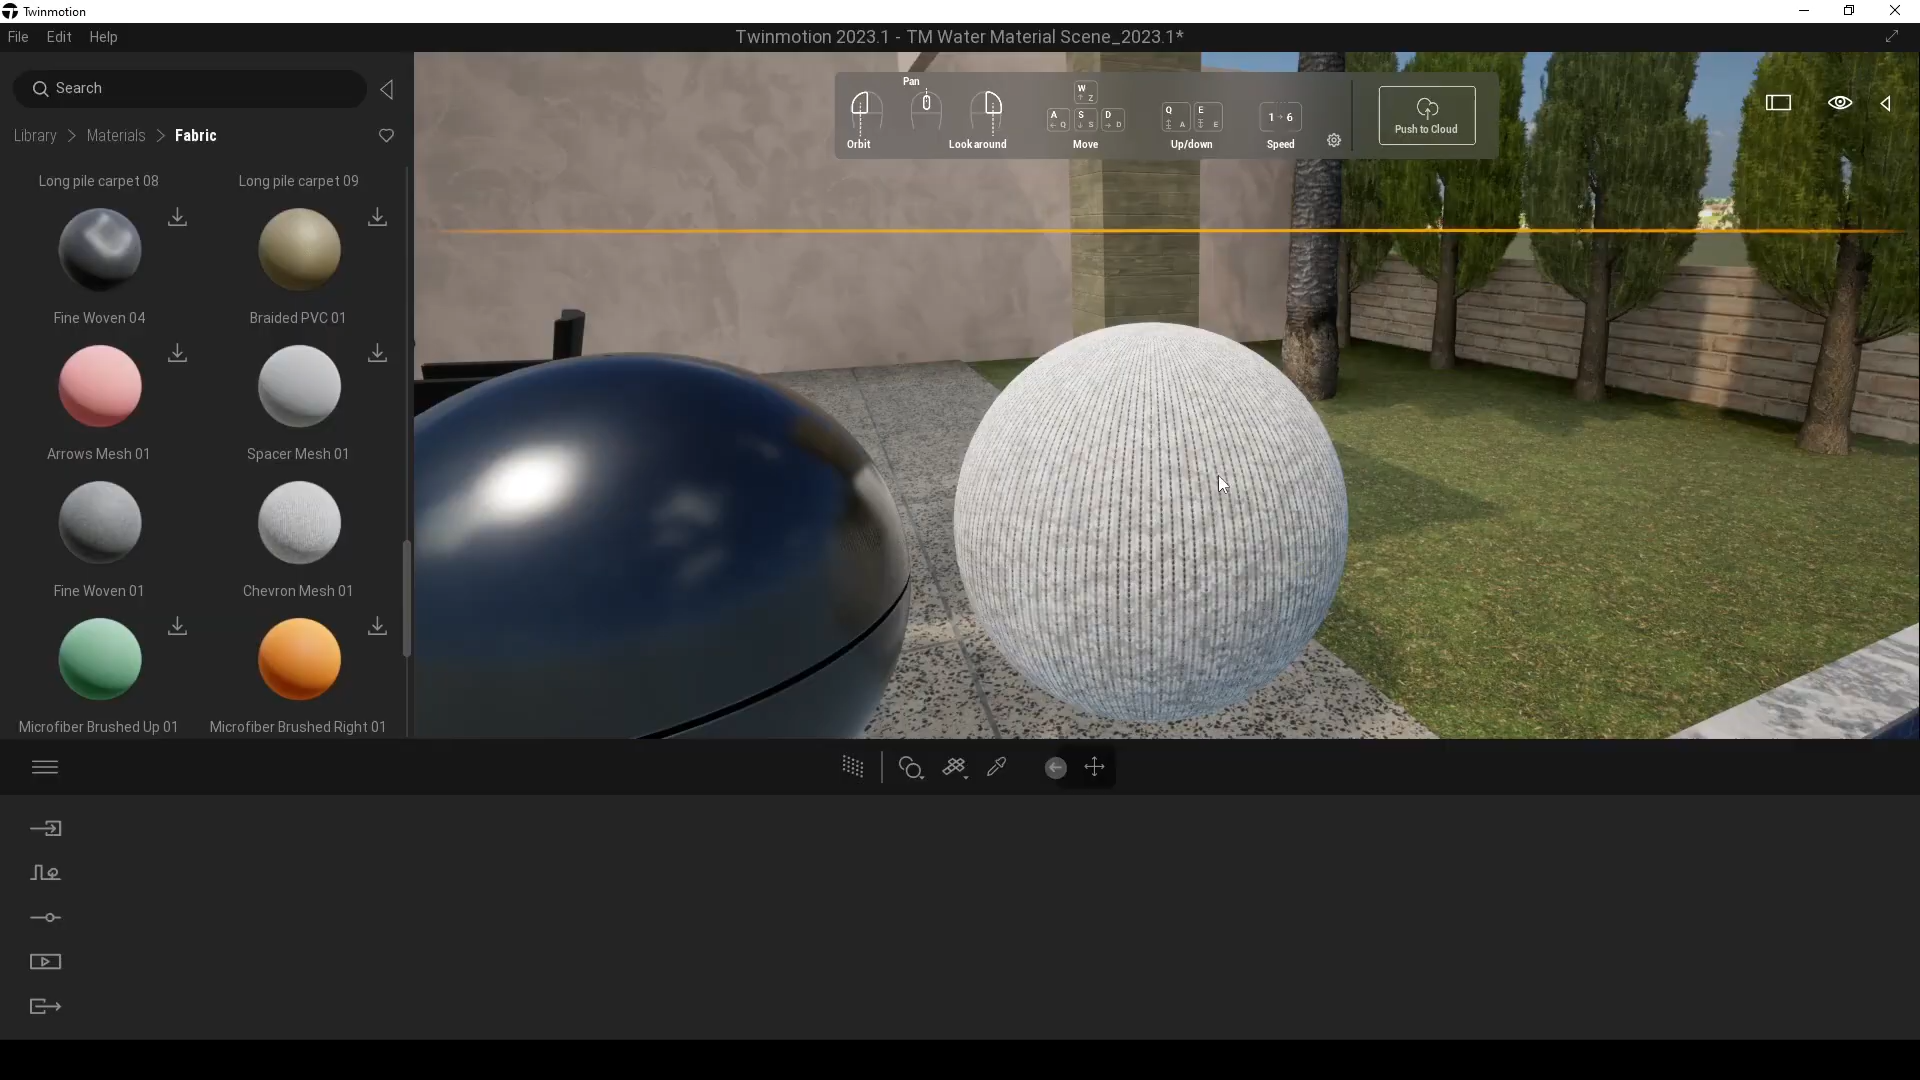 Twinmotion
File Edit Help
Twinmotion 2023.1 - TM Water Material Scene_2023.1*
Search
Library > Materials > Fabric
Long pile carpet 08
Long pile carpet 09
Fine Woven 04
Braided PVC 01
Arrows Mesh 01
Spacer Mesh 01
Fine Woven 01
Chevron Mesh 01
Microfiber Brushed Up 01
Microfiber Brushed Right 01
Pan
Orbit
Look around
W
Z
A
Q
S
S
D
D
Move
Q
A
E
E
Up/down
1 → 6
Speed
Push to Cloud